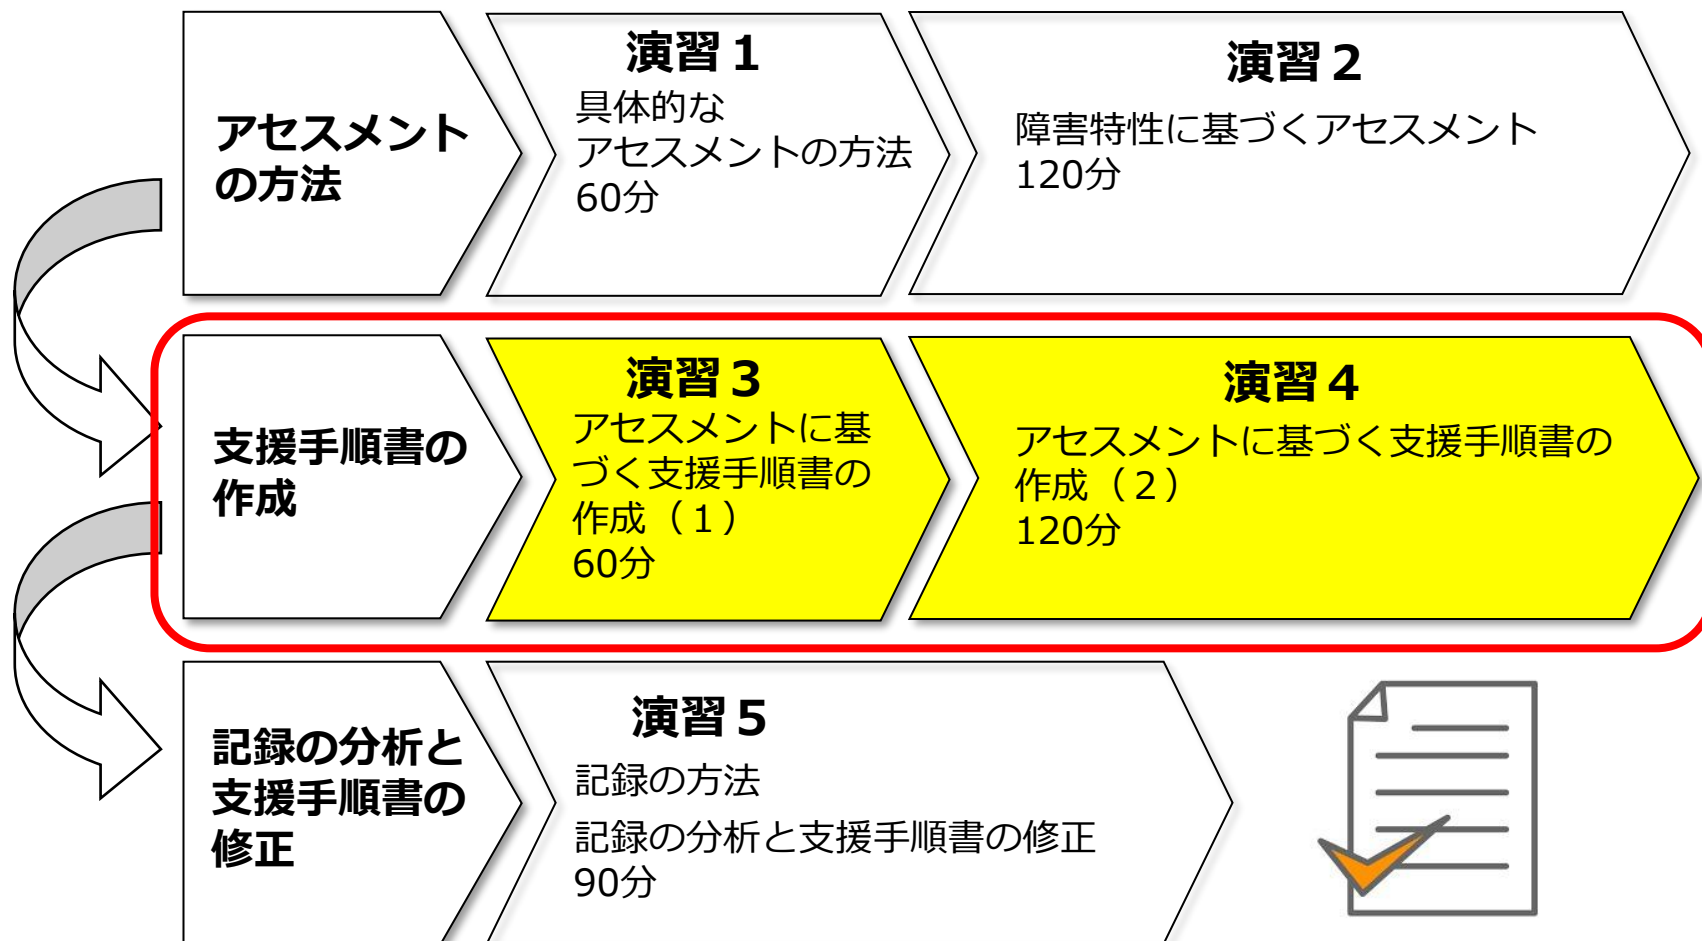 アセスメント
の方法
演習１
具体的な
アセスメントの方法
60分
演習２
障害特性に基づくアセスメント
120分
支援手順書の
作成
演習３
アセスメントに基
づく支援手順書の
作成（１）
60分
演習４
アセスメントに基づく支援手順書の
作成（２）
120分
記録の分析と
支援手順書の
修正
演習５
記録の方法
記録の分析と支援手順書の修正
90分